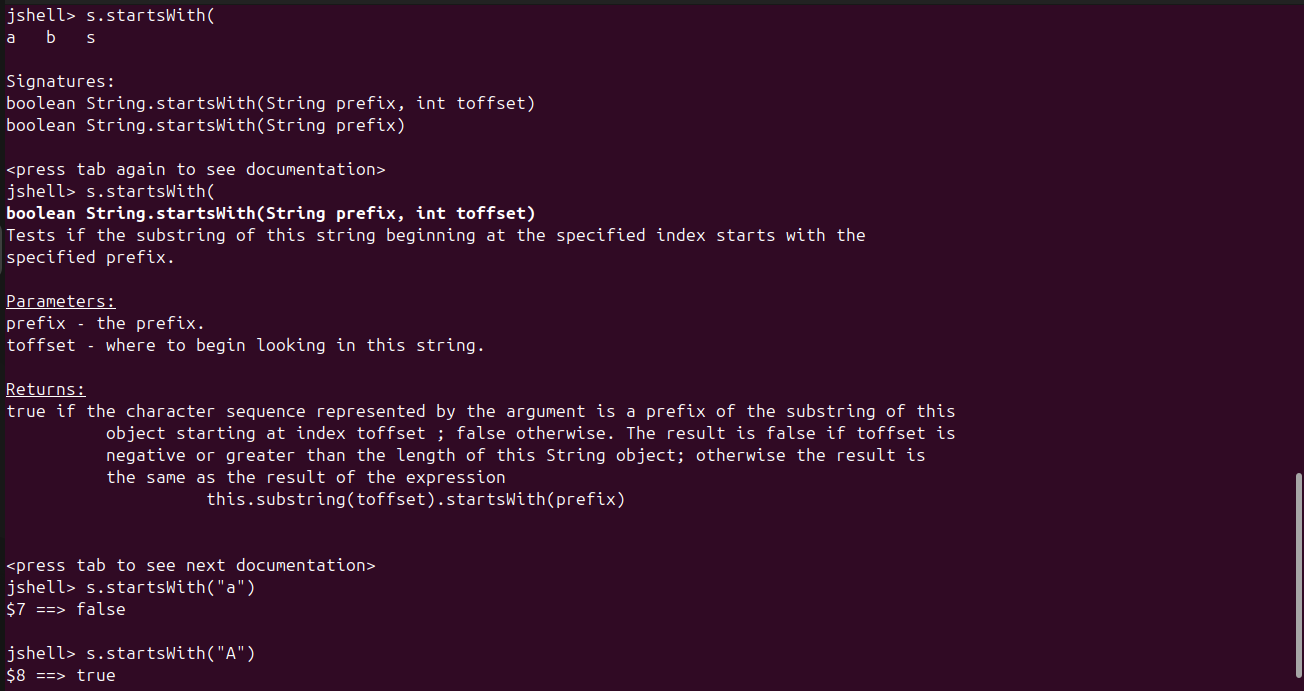 jshell> s.startsWith(
a   b   s
Signatures:
boolean String.startsWith(String prefix, int toffset)
boolean String.startsWith(String prefix)
<press tab again to see documentation>
jshell> s.startsWith(
boolean String.startsWith(String prefix, int toffset)
Tests if the substring of this string beginning at the specified index starts with the
specified prefix.
Parameters:
prefix - the prefix.
toffset - where to begin looking in this string.
Returns:
true if the character sequence represented by the argument is a prefix of the substring of this
object starting at index toffset ; false otherwise. The result is false if toffset is
negative or greater than the length of this String object; otherwise the result is
the same as the result of the expression
this.substring(toffset).startsWith(prefix)
<press tab to see next documentation>
jshell> s.startsWith("a")
$7 ==> false
jshell> s.startsWith("A")
$8 ==> true